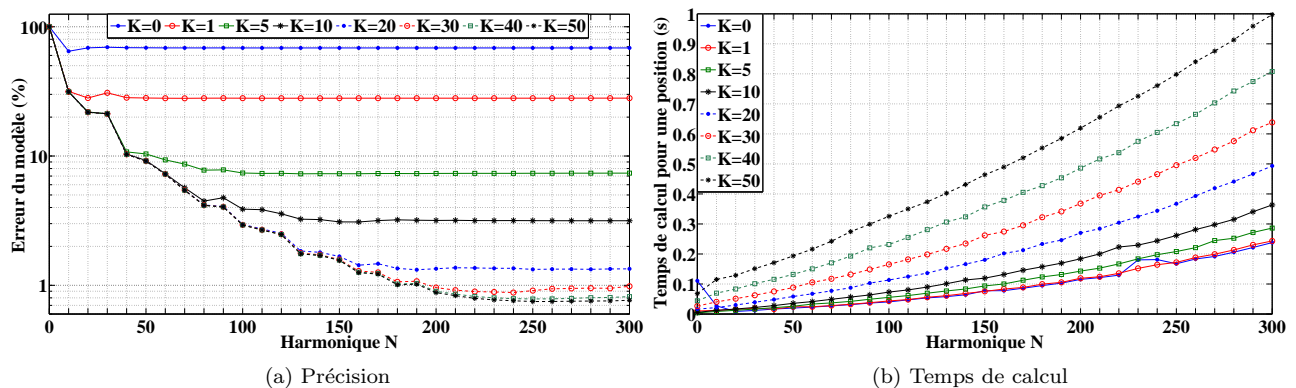 K=0 K=1 K=5 K=10 K=20 K=30 K=40 K=50
100
10
1
Erreur du modèle (%)
0 50 100 150 200 250 300
Harmonique N
(a) Précision
K=0
K=1
K=5
K=10
K=20
K=30
K=40
K=50
1
0.9
0.8
0.7
0.6
0.5
0.4
0.3
0.2
0.1
0
Temps de calcul pour une position (s)
0 50 100 150 200 250 300
Harmonique N
(b) Temps de calcul